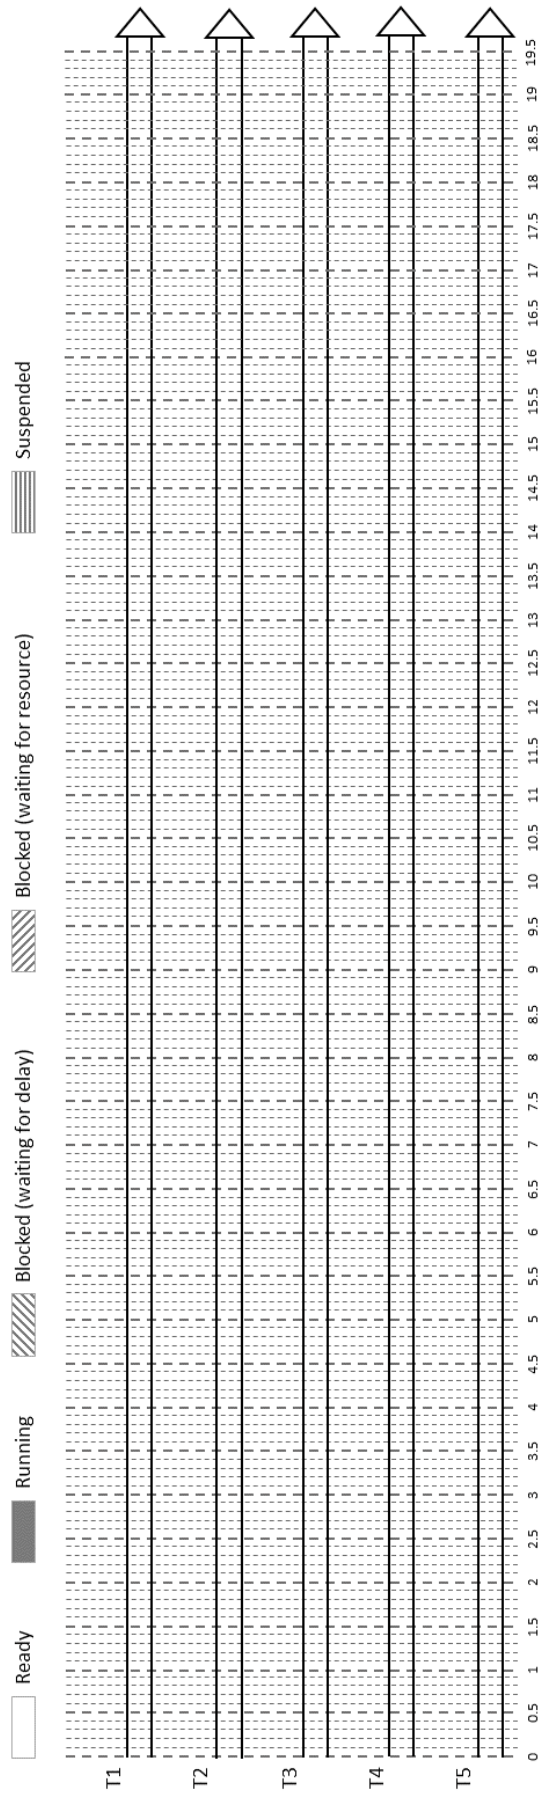 Ready Running Blocked (waiting for delay) Blocked (waiting for resource) Suspended
T1
T2
T3
T4
T5
0 0.5 1 1.5 2 2.5 3 3.5 4 4.5 5 5.5 6 6.5 7 7.5 8 8.5 9 9.5 10 10.5 11 11.5 12 12.5 13 13.5 14 14.5 15 15.5 16 16.5 17 17.5 18 18.5 19 19.5